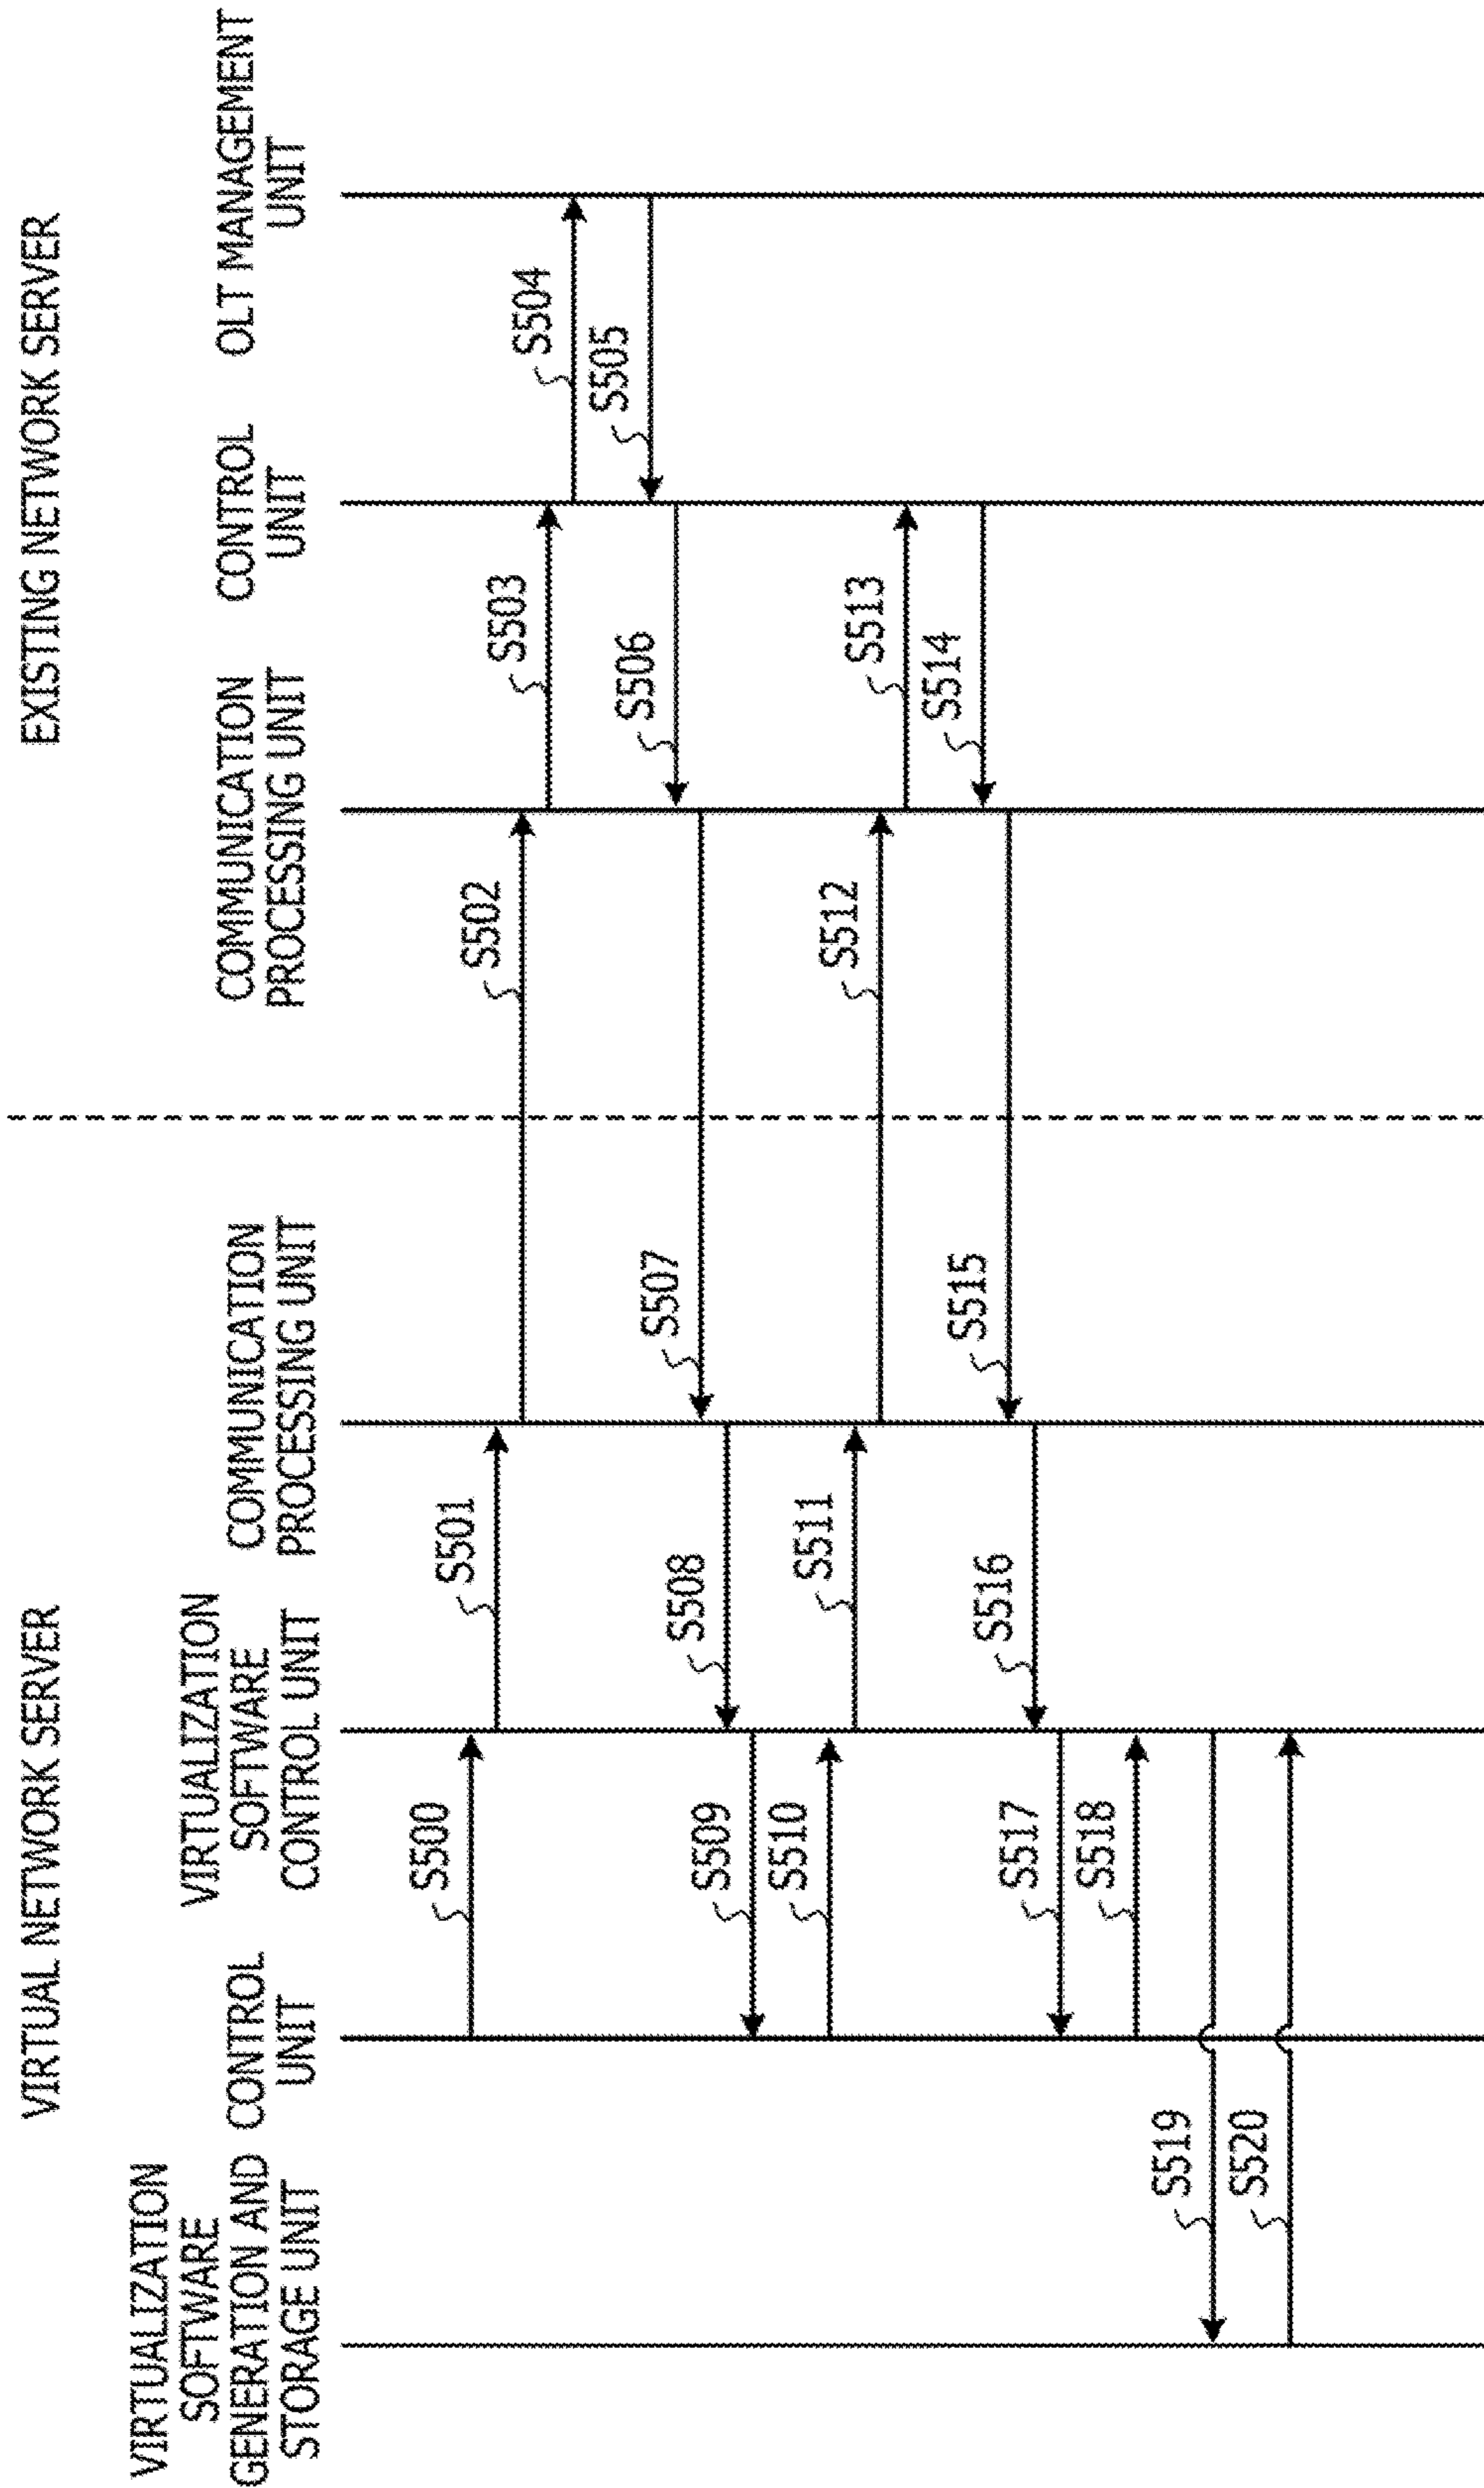 VIRTUAL NETWORK SERVER
EXISTING NETWORK SERVER
VIRTUALIZATION
SOFTWARE
GENERATION AND
STORAGE UNIT
CONTROL
UNIT
VIRTUALIZATION
SOFTWARE
CONTROL UNIT
COMMUNICATION
PROCESSING UNIT
COMMUNICATION
PROCESSING UNIT
CONTROL
UNIT
OLT MANAGEMENT
UNIT
S500
S501
S502
S503
S504
S505
S506
S507
S508
S509
S510
S511
S512
S513
S514
S515
S516
S517
S518
S519
S520